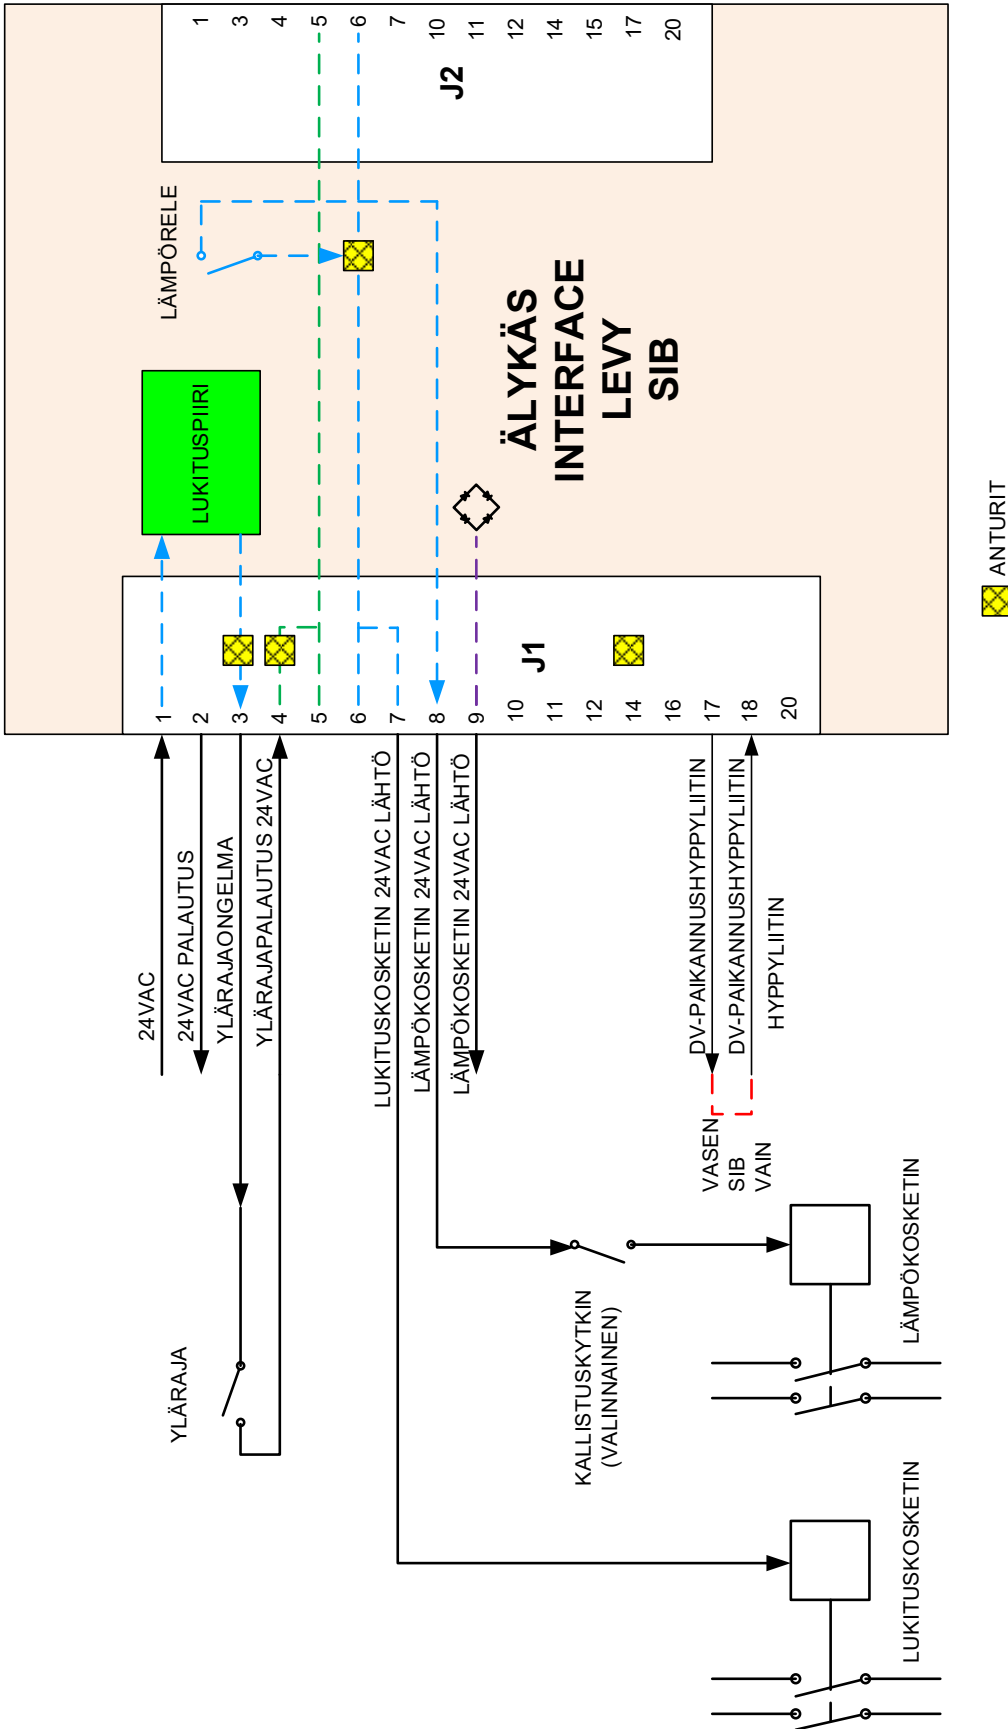 1
3
4
5
6
7
10
11
12
14
15
17
20
J2
LÄMPÖRELE
LUKITUSPIIRI
ÄLYKÄS
INTERFACE
LEVY
SIB
ANTURIT
J1
1
2
3
4
5
6
7
8
9
10
11
12
14
16
17
18
20
24VAC
24VAC PALAUTUS
YLÄRAJAONGELMA
YLÄRAJAPALAUTUS 24VAC
LUKITUSKOSKETIN 24VAC LÄHTÖ
LÄMPÖKOSKETIN 24VAC LÄHTÖ
LÄMPÖKOSKETIN 24VAC LÄHTÖ
DV-PAIKANNUSHYPPYLIITIN
DV-PAIKANNUSHYPPYLIITIN
HYPPYLIITIN
VASEN
SIB
VAIN
YLÄRAJA
KALLISTUSKYTKIN
(VALINNAINEN)
LÄMPÖKOSKETIN
LUKITUSKOSKETIN